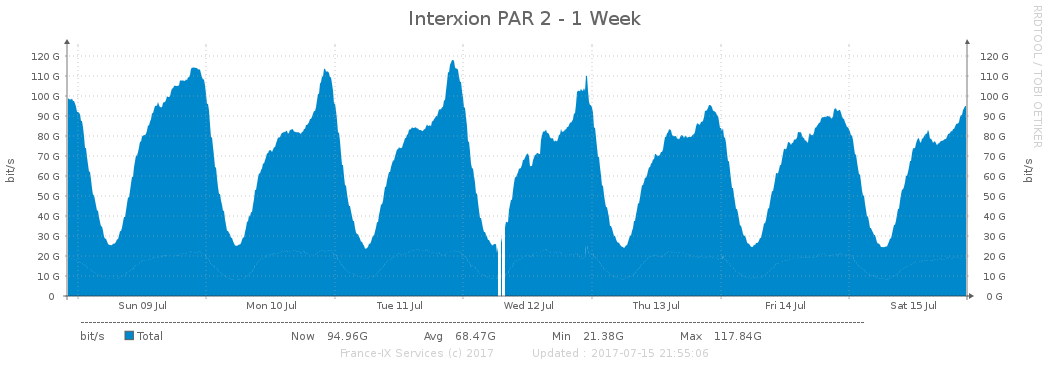 Interxion PAR 2 - 1 Week
RRDTOOL / TOBI OETIKER
120 G 120 G
110 G 110 G
100 G 100 G
90 G 90 G
80 G 80 G
70 G 70 G
60 G 60 G
50 G 50 G
40 G 40 G
30 G 30 G
20 G 20 G
10 G 10 G
0 0 G
bit/s
bit/s
Sun 09 Jul Mon 10 Jul Tue 11 Jul Wed 12 Jul Thu 13 Jul Fri 14 Jul Sat 15 Jul
bit/s Total Now 94.96G Avg 68.47G Min 21.38G Max 117.84G
France-IX Services (c) 2017 Updated : 2017-07-15 21:55:06